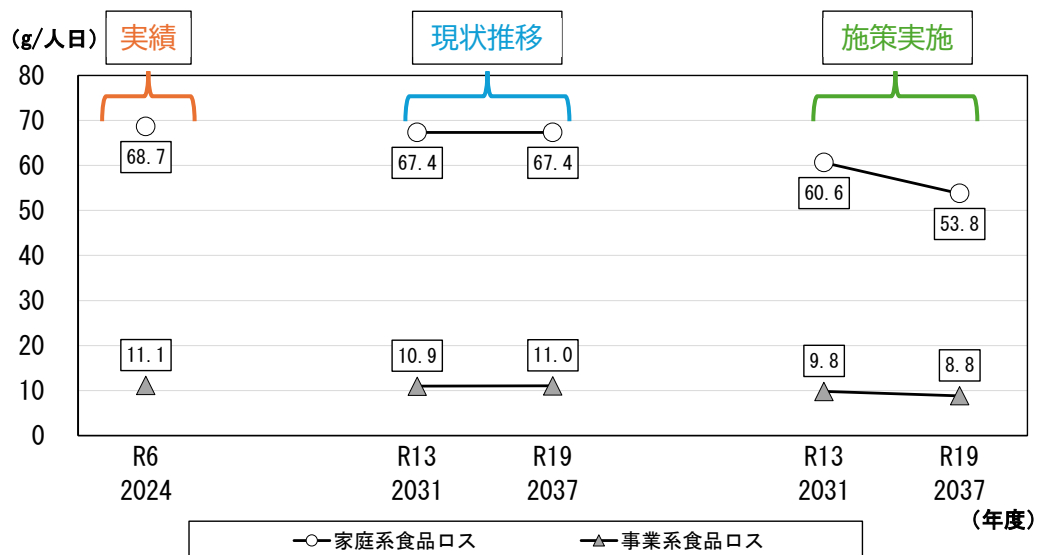 (g/人日)
実績
現状推移
施策実施
80
70
60
50
40
30
20
10
0
68.7
67.4
67.4
60.6
53.8
11.1
10.9
11.0
9.8
8.8
R6
2024
R13
2031
R19
2037
R13
2031
R19
2037
(年度)
家庭系食品ロス
事業系食品ロス